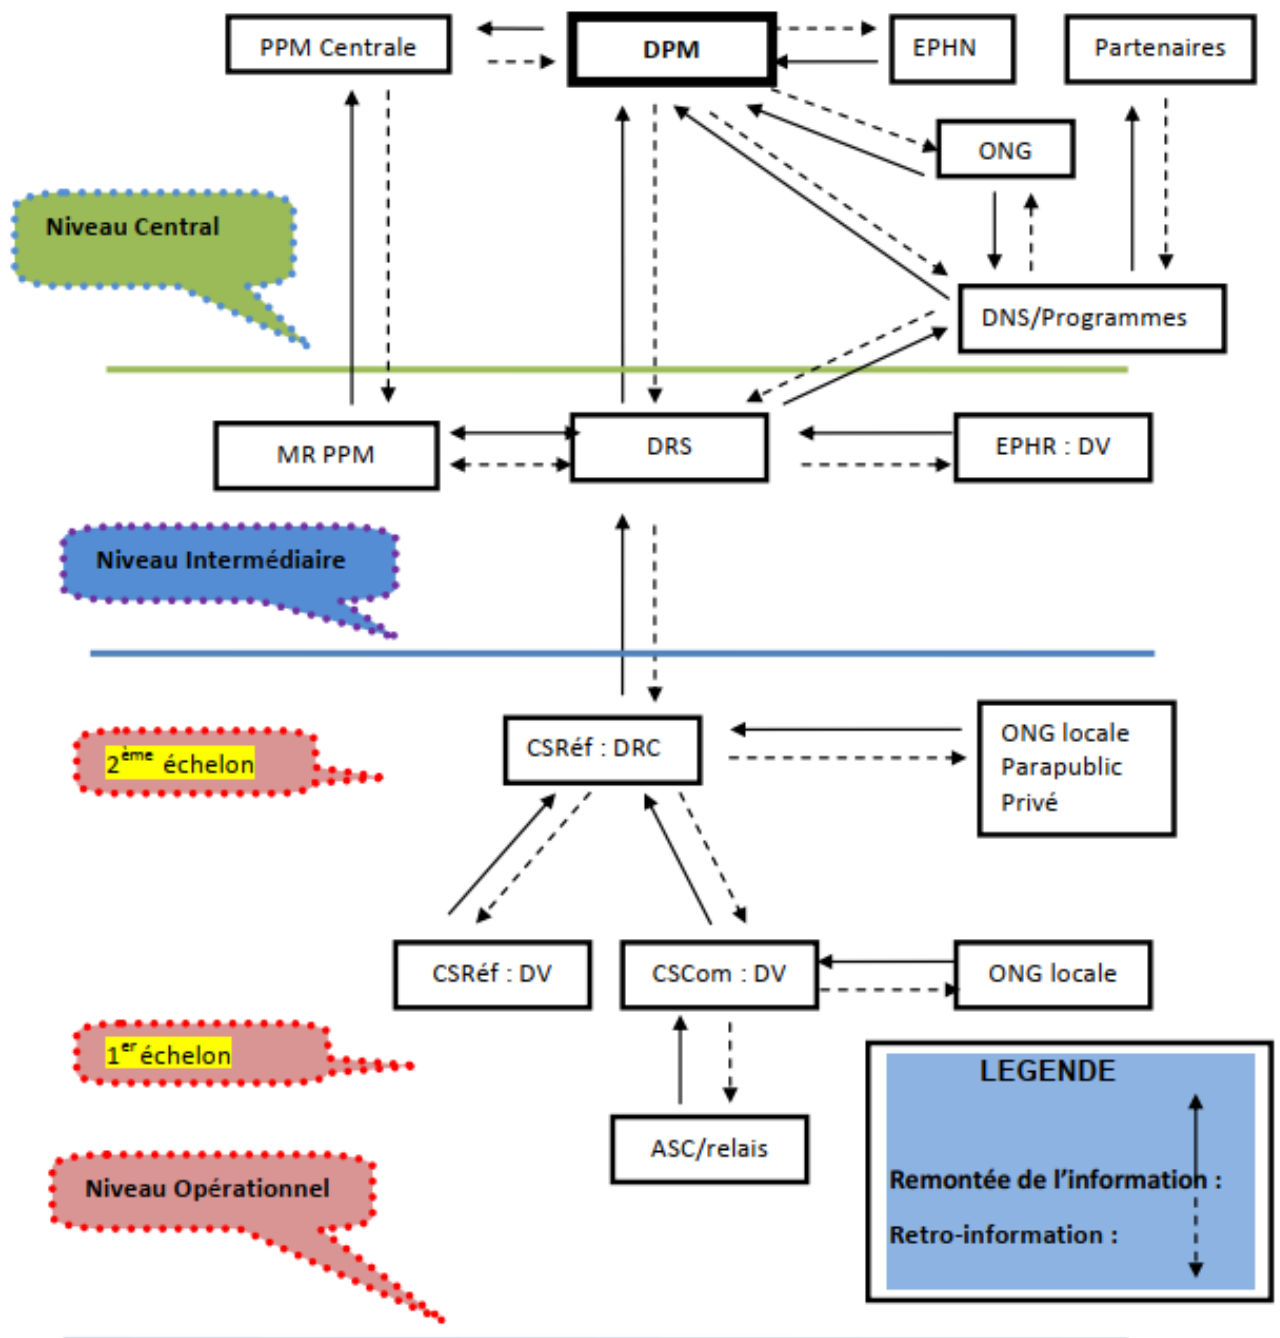 PPM Centrale
DPM
EPHN
Partenaires
ONG
Niveau Central
DNS/Programmes
MR PPM
DRS
EPHR : DV
Niveau Intermédiaire
CSRéf : DRC
ONG locale
Parapublic
Privé
2ème échelon
CSRéf : DV
CSCom : DV
ONG locale
1er échelon
ASC/relais
Niveau Opérationnel
LEGENDE
Remontée de l’information :
Retro-information :